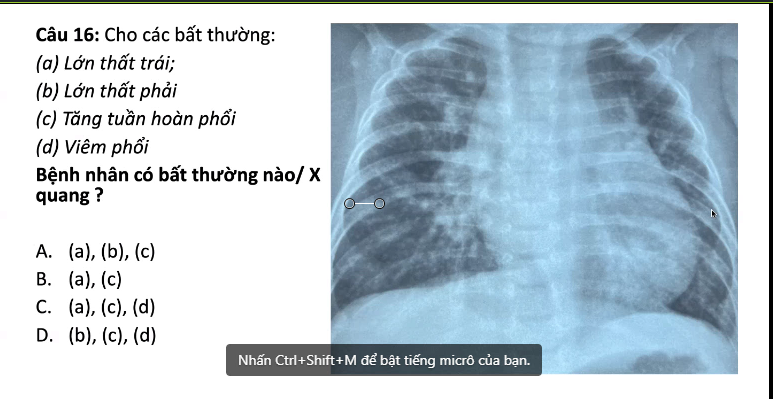 Câu 16: Cho các bất thường:
(a) Lớn thất trái;
(b) Lớn thất phải
(c) Tăng tuần hoàn phổi
(d) Viêm phổi
Bệnh nhân có bất thường nào/ X
quang ?
A. (a), (b), (c)
B. (a), (c)
C. (a), (c), (d)
D. (b), (c), (d)
Nhấn Ctrl+Shift+M để bật tiếng micrô của bạn.